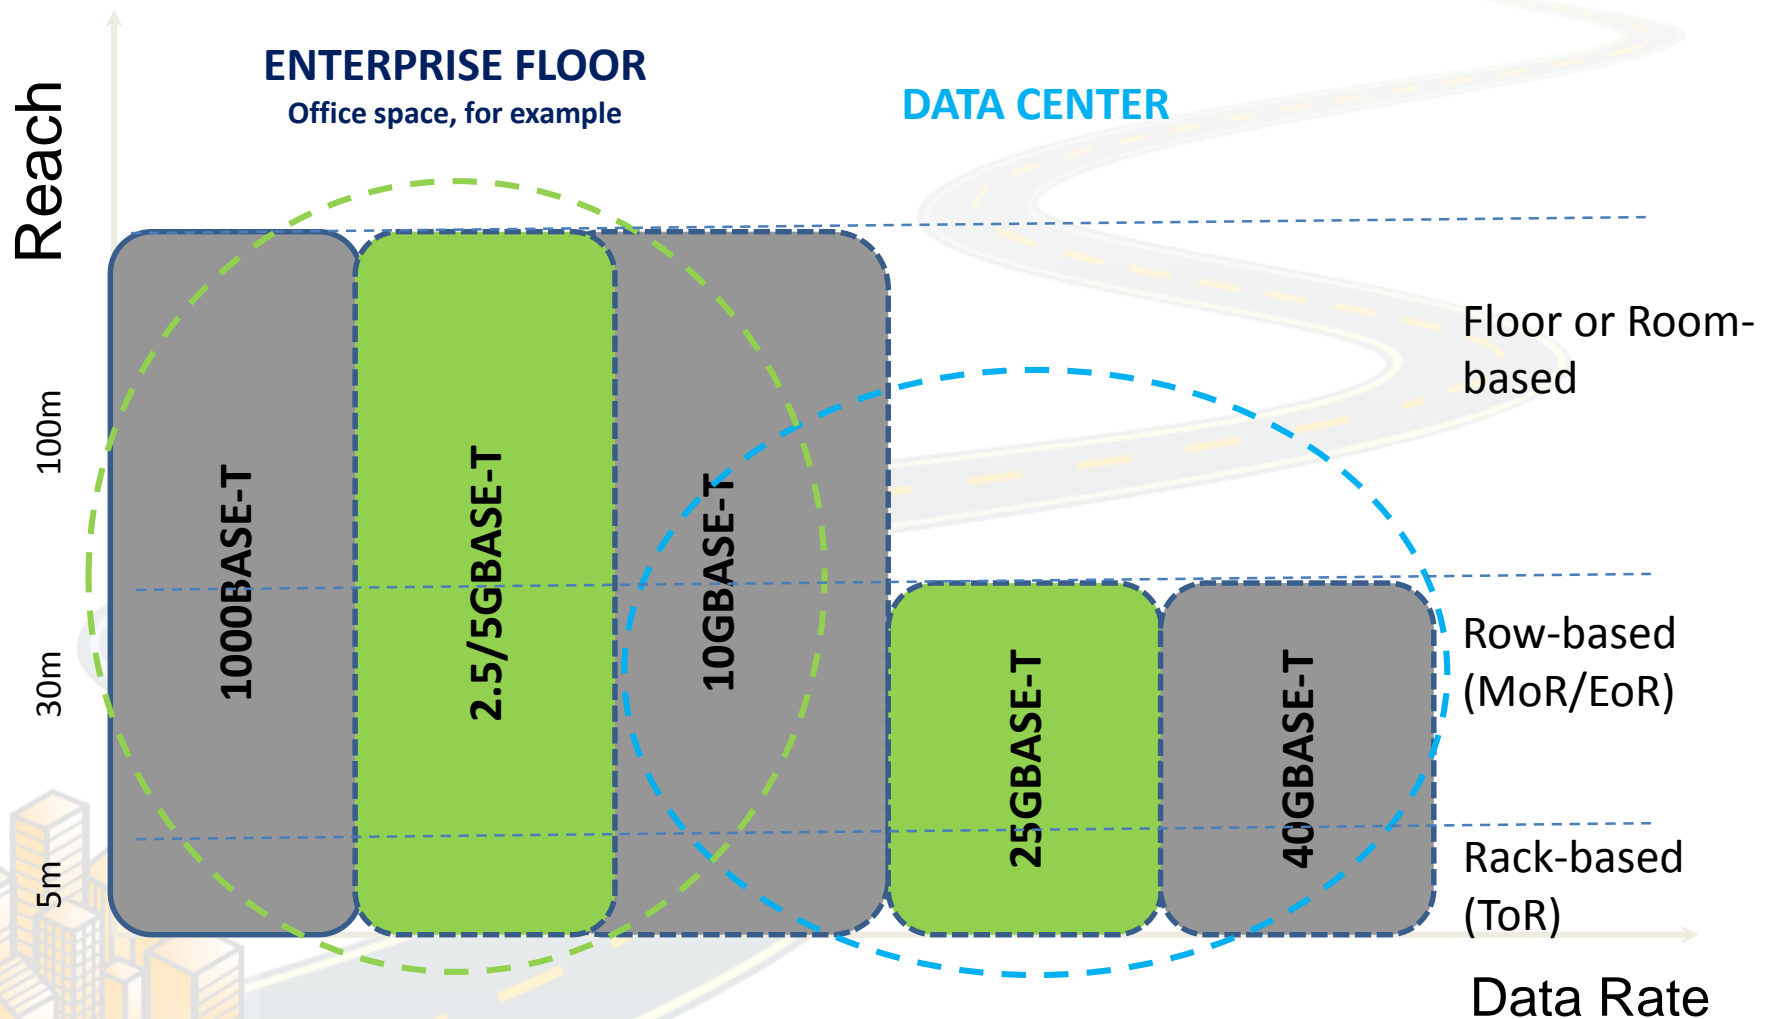 ENTERPRISE FLOOR
Office space, for example
DATA CENTER
Reach
100m
30m
5m
1000BASE-T
2.5/5GBASE-T
10GBASE-T
25GBASE-T
40GBASE-T
Floor or Room-
based
Row-based
(MoR/EoR)
Rack-based
(ToR)
Data Rate